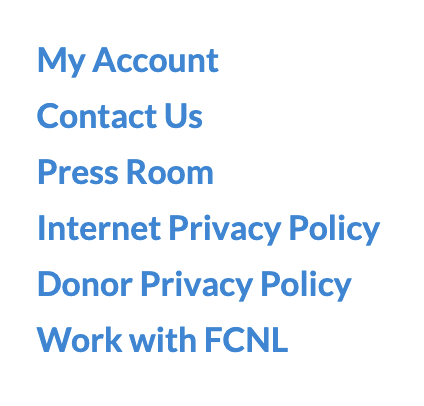 My Account
Contact Us
Press Room
Internet Privacy Policy
Donor Privacy Policy
Work with FCNL